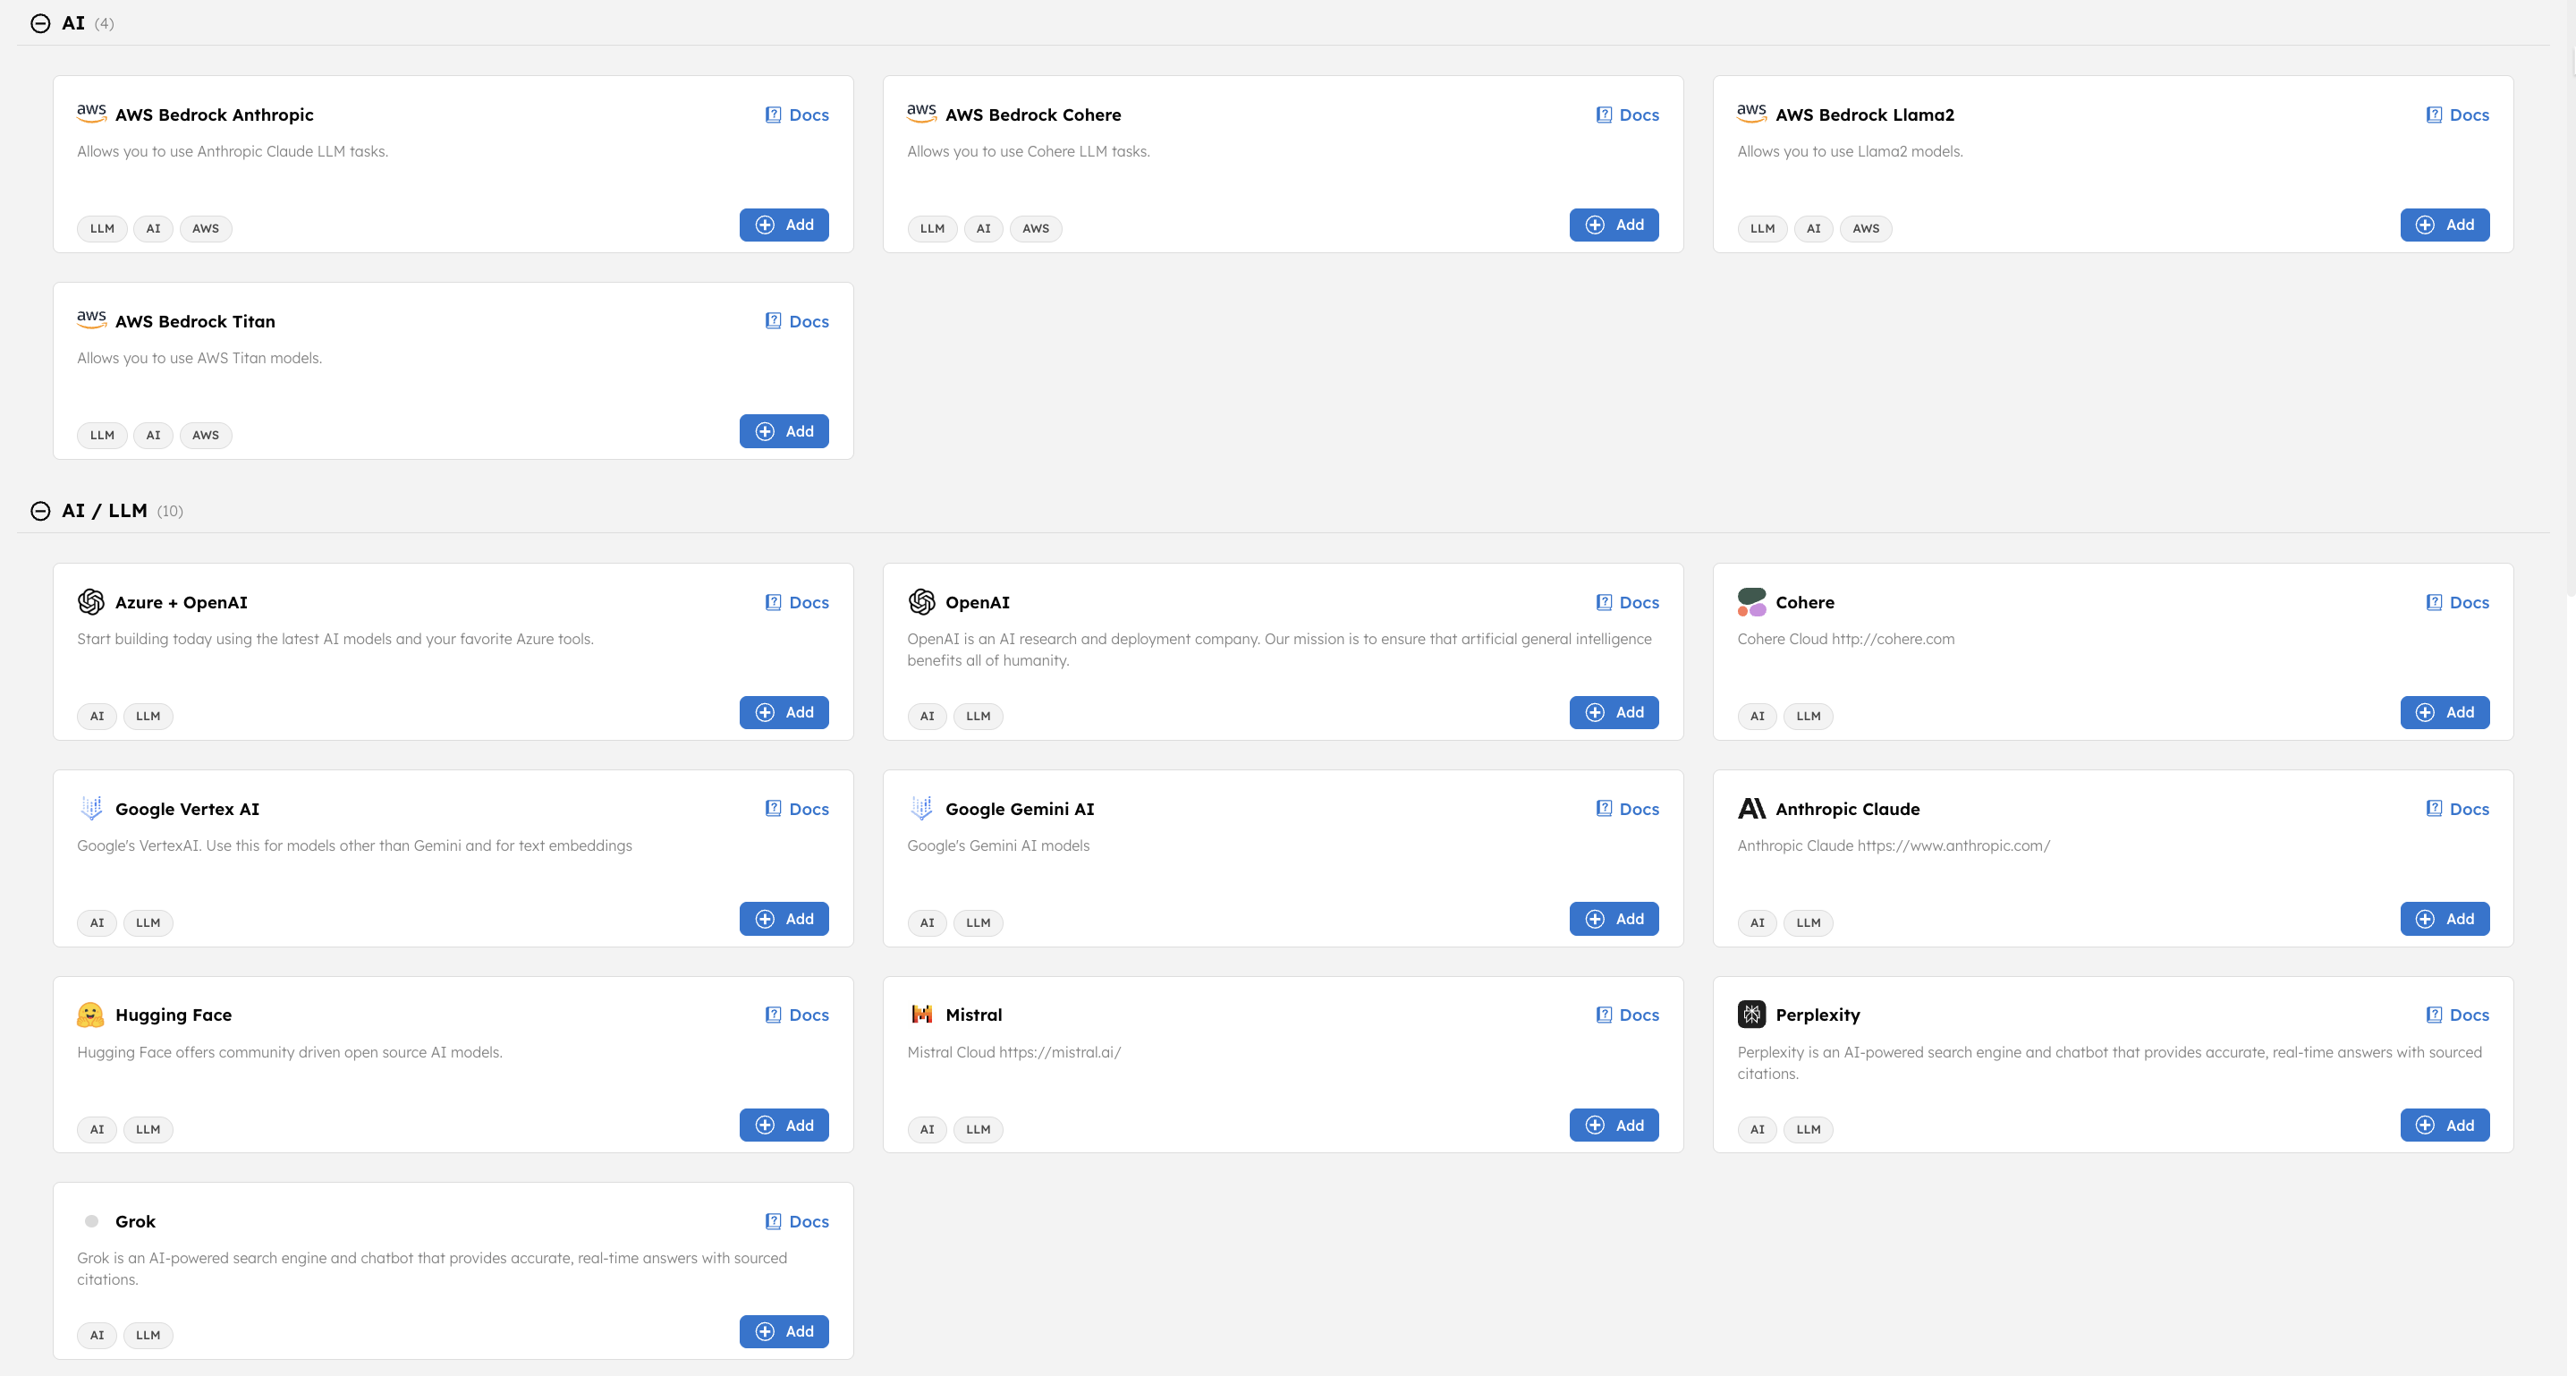 AI (4)
aws AWS Bedrock Anthropic Docs
Allows you to use Anthropic Claude LLM tasks.
LLM AI AWS Add
aws AWS Bedrock Cohere Docs
Allows you to use Cohere LLM tasks.
LLM AI AWS Add
aws AWS Bedrock Llama2 Docs
Allows you to use Llama2 models.
LLM AI AWS Add
aws AWS Bedrock Titan Docs
Allows you to use AWS Titan models.
LLM AI AWS Add
AI / LLM (10)
Azure + OpenAI Docs
Start building today using the latest AI models and your favorite Azure tools.
AI LLM Add
OpenAI Docs
OpenAI is an AI research and deployment company. Our mission is to ensure that artificial general intelligence
benefits all of humanity.
AI LLM Add
Cohere Docs
Cohere Cloud http://cohere.com
AI LLM Add
Google Vertex AI Docs
Google's VertexAI. Use this for models other than Gemini and for text embeddings
AI LLM Add
Google Gemini AI Docs
Google's Gemini AI models
AI LLM Add
Anthropic Claude Docs
Anthropic Claude https://www.anthropic.com/
AI LLM Add
Hugging Face Docs
Hugging Face offers community driven open source AI models.
AI LLM Add
Mistral Docs
Mistral Cloud https://mistral.ai/
AI LLM Add
Perplexity Docs
Perplexity is an AI-powered search engine and chatbot that provides accurate, real-time answers with sourced
citations.
AI LLM Add
Grok Docs
Grok is an AI-powered search engine and chatbot that provides accurate, real-time answers with sourced
citations.
AI LLM Add